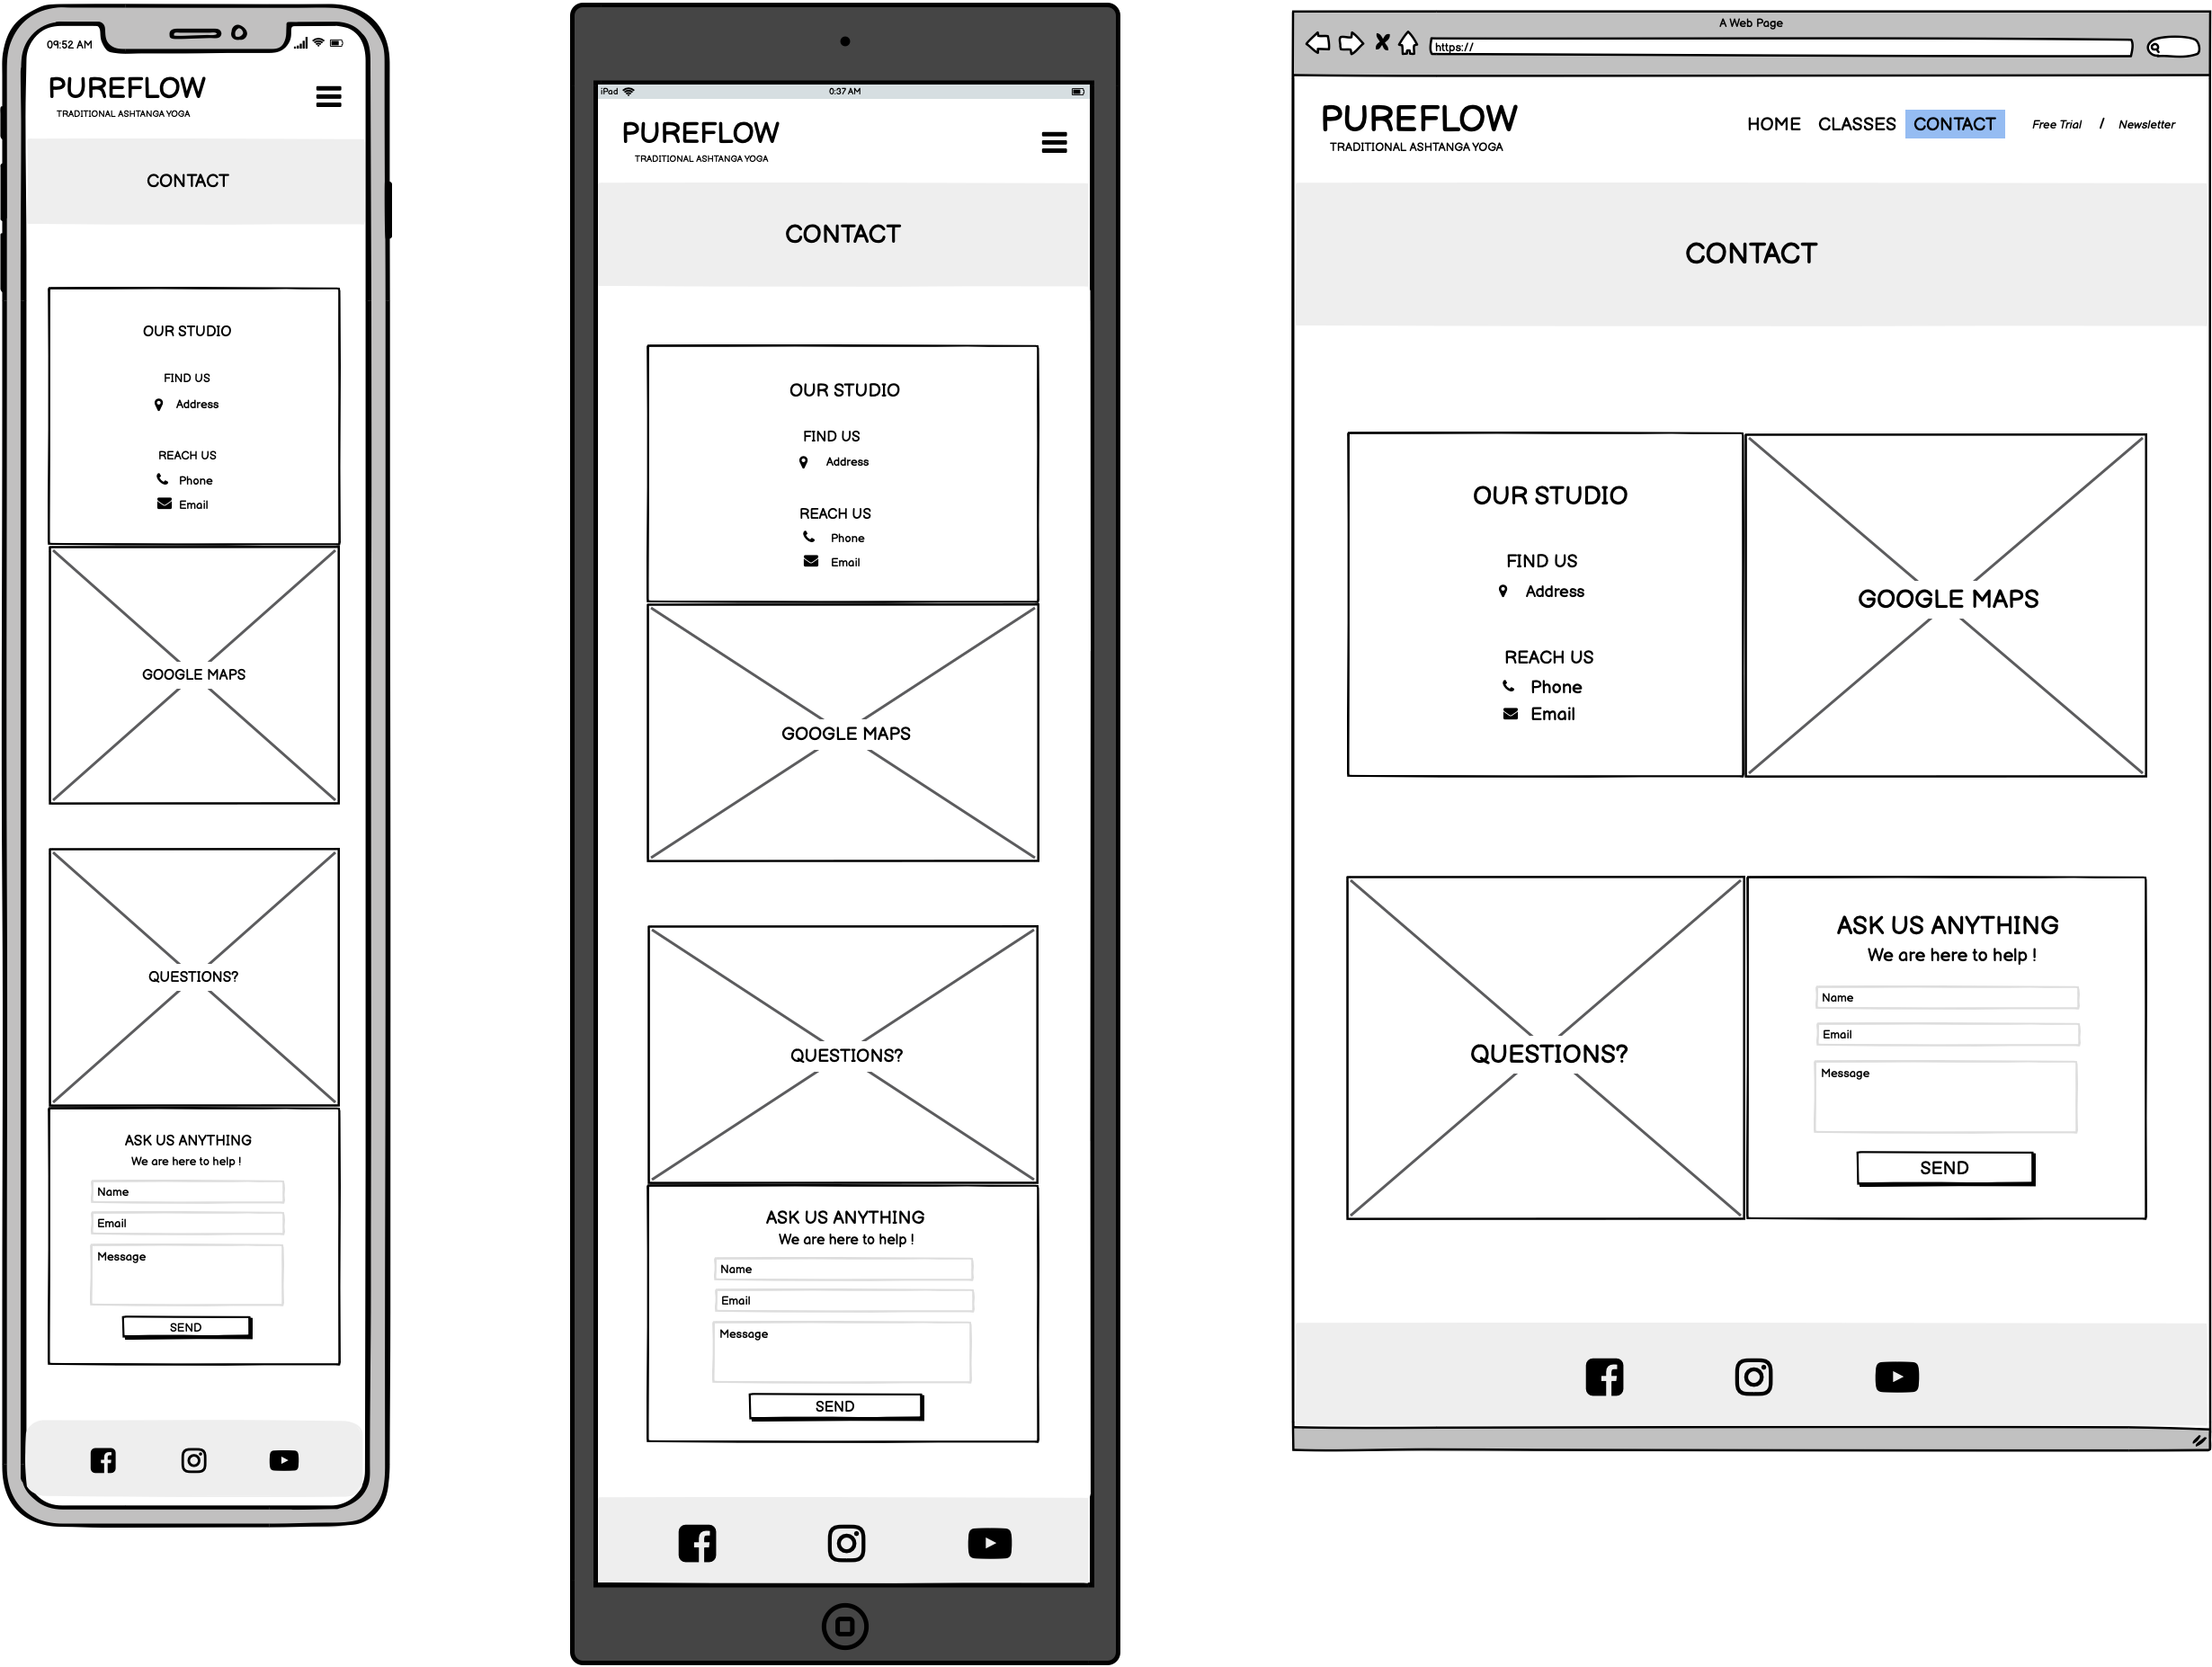 09:52 AM
PUREFLOW
TRADITIONAL ASHTANGA YOGA
CONTACT
OUR STUDIO
FIND US
Address
REACH US
Phone
Email
GOOGLE MAPS
QUESTIONS?
ASK US ANYTHING
We are here to help !
Name
Email
Message
SEND
iPad 0:37 AM
PUREFLOW
TRADITIONAL ASHTANGA YOGA
CONTACT
OUR STUDIO
FIND US
Address
REACH US
Phone
Email
GOOGLE MAPS
QUESTIONS?
ASK US ANYTHING
We are here to help !
Name
Email
Message
SEND
A Web Page
https://
PUREFLOW
TRADITIONAL ASHTANGA YOGA
HOME CLASSES CONTACT Free Trial / Newsletter
CONTACT
OUR STUDIO
FIND US
Address
REACH US
Phone
Email
GOOGLE MAPS
QUESTIONS?
ASK US ANYTHING
We are here to help !
Name
Email
Message
SEND